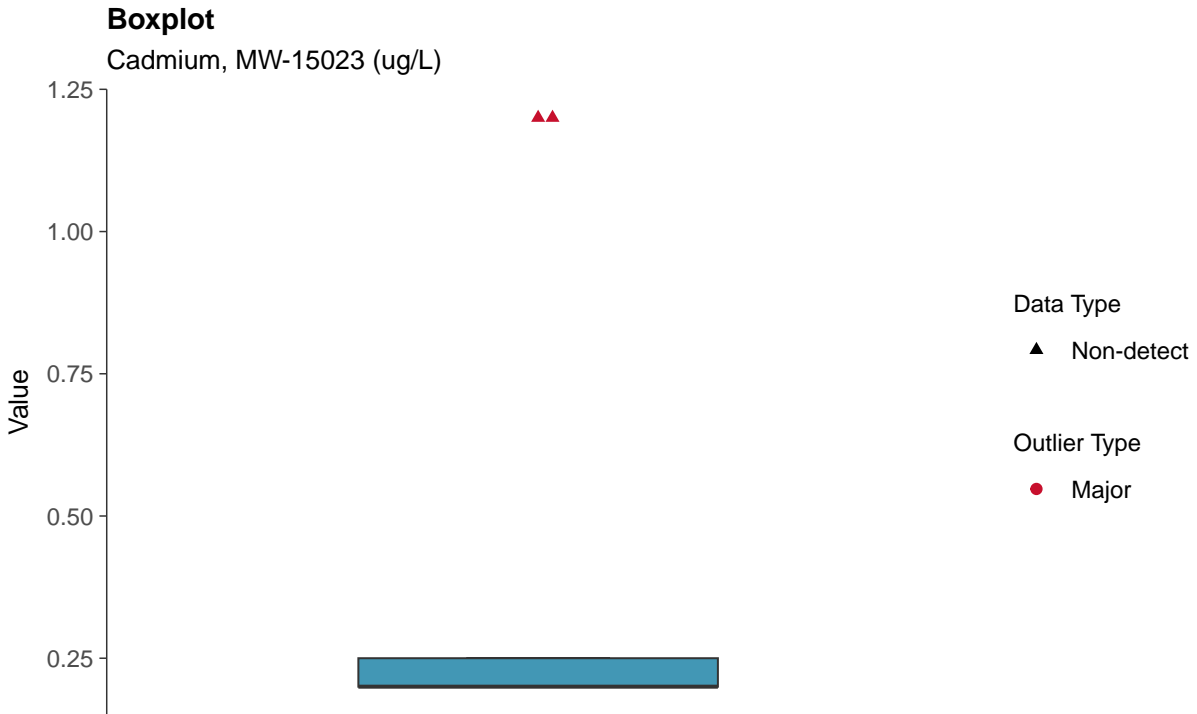 Boxplot
Cadmium, MW-15023 (ug/L)
1.25
1.00
0.75
0.50
0.25
Value
Data Type
Non-detect
Outlier Type
Major